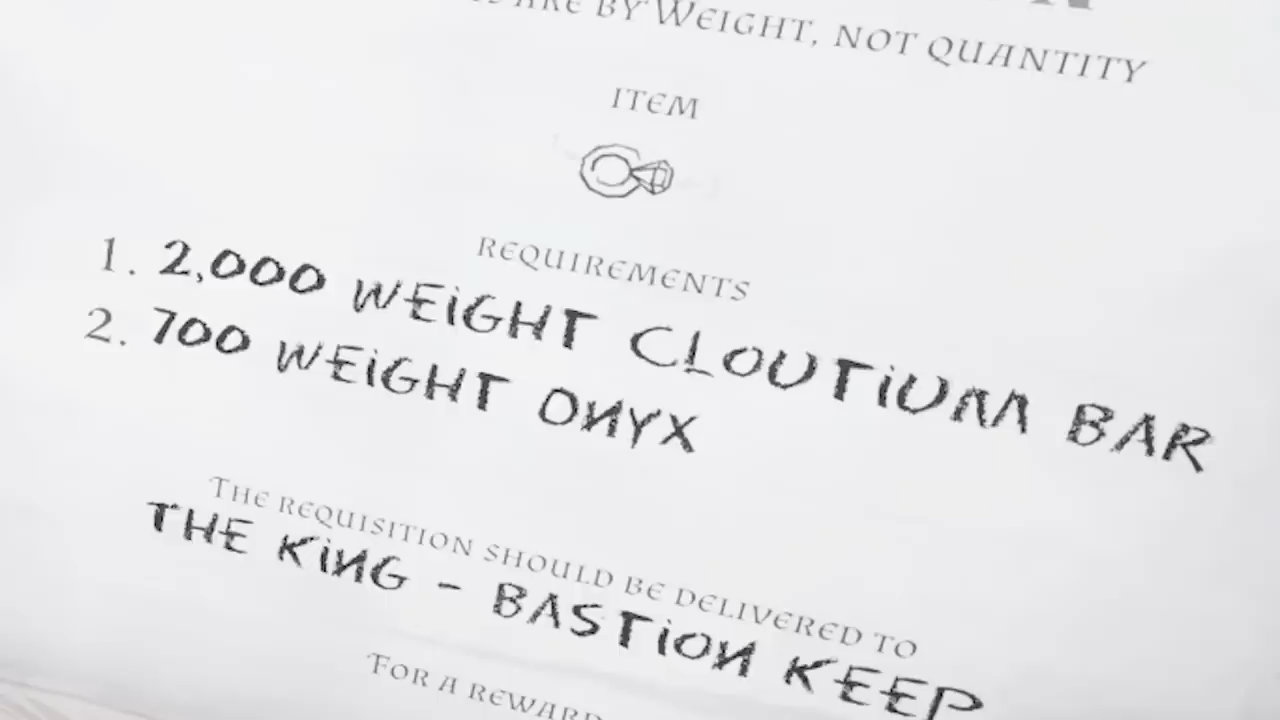 ARE BY WEIGHT, NOT QUANTITY
ITEM
REQUIREMENTS
1. 2,000 WEIGHT CLOUTIUM BAR
2. 700 WEIGHT ONYX
THE REQUISITION SHOULD BE DELIVERED TO
THE KING - BASTION KEEP
FOR A REWARD